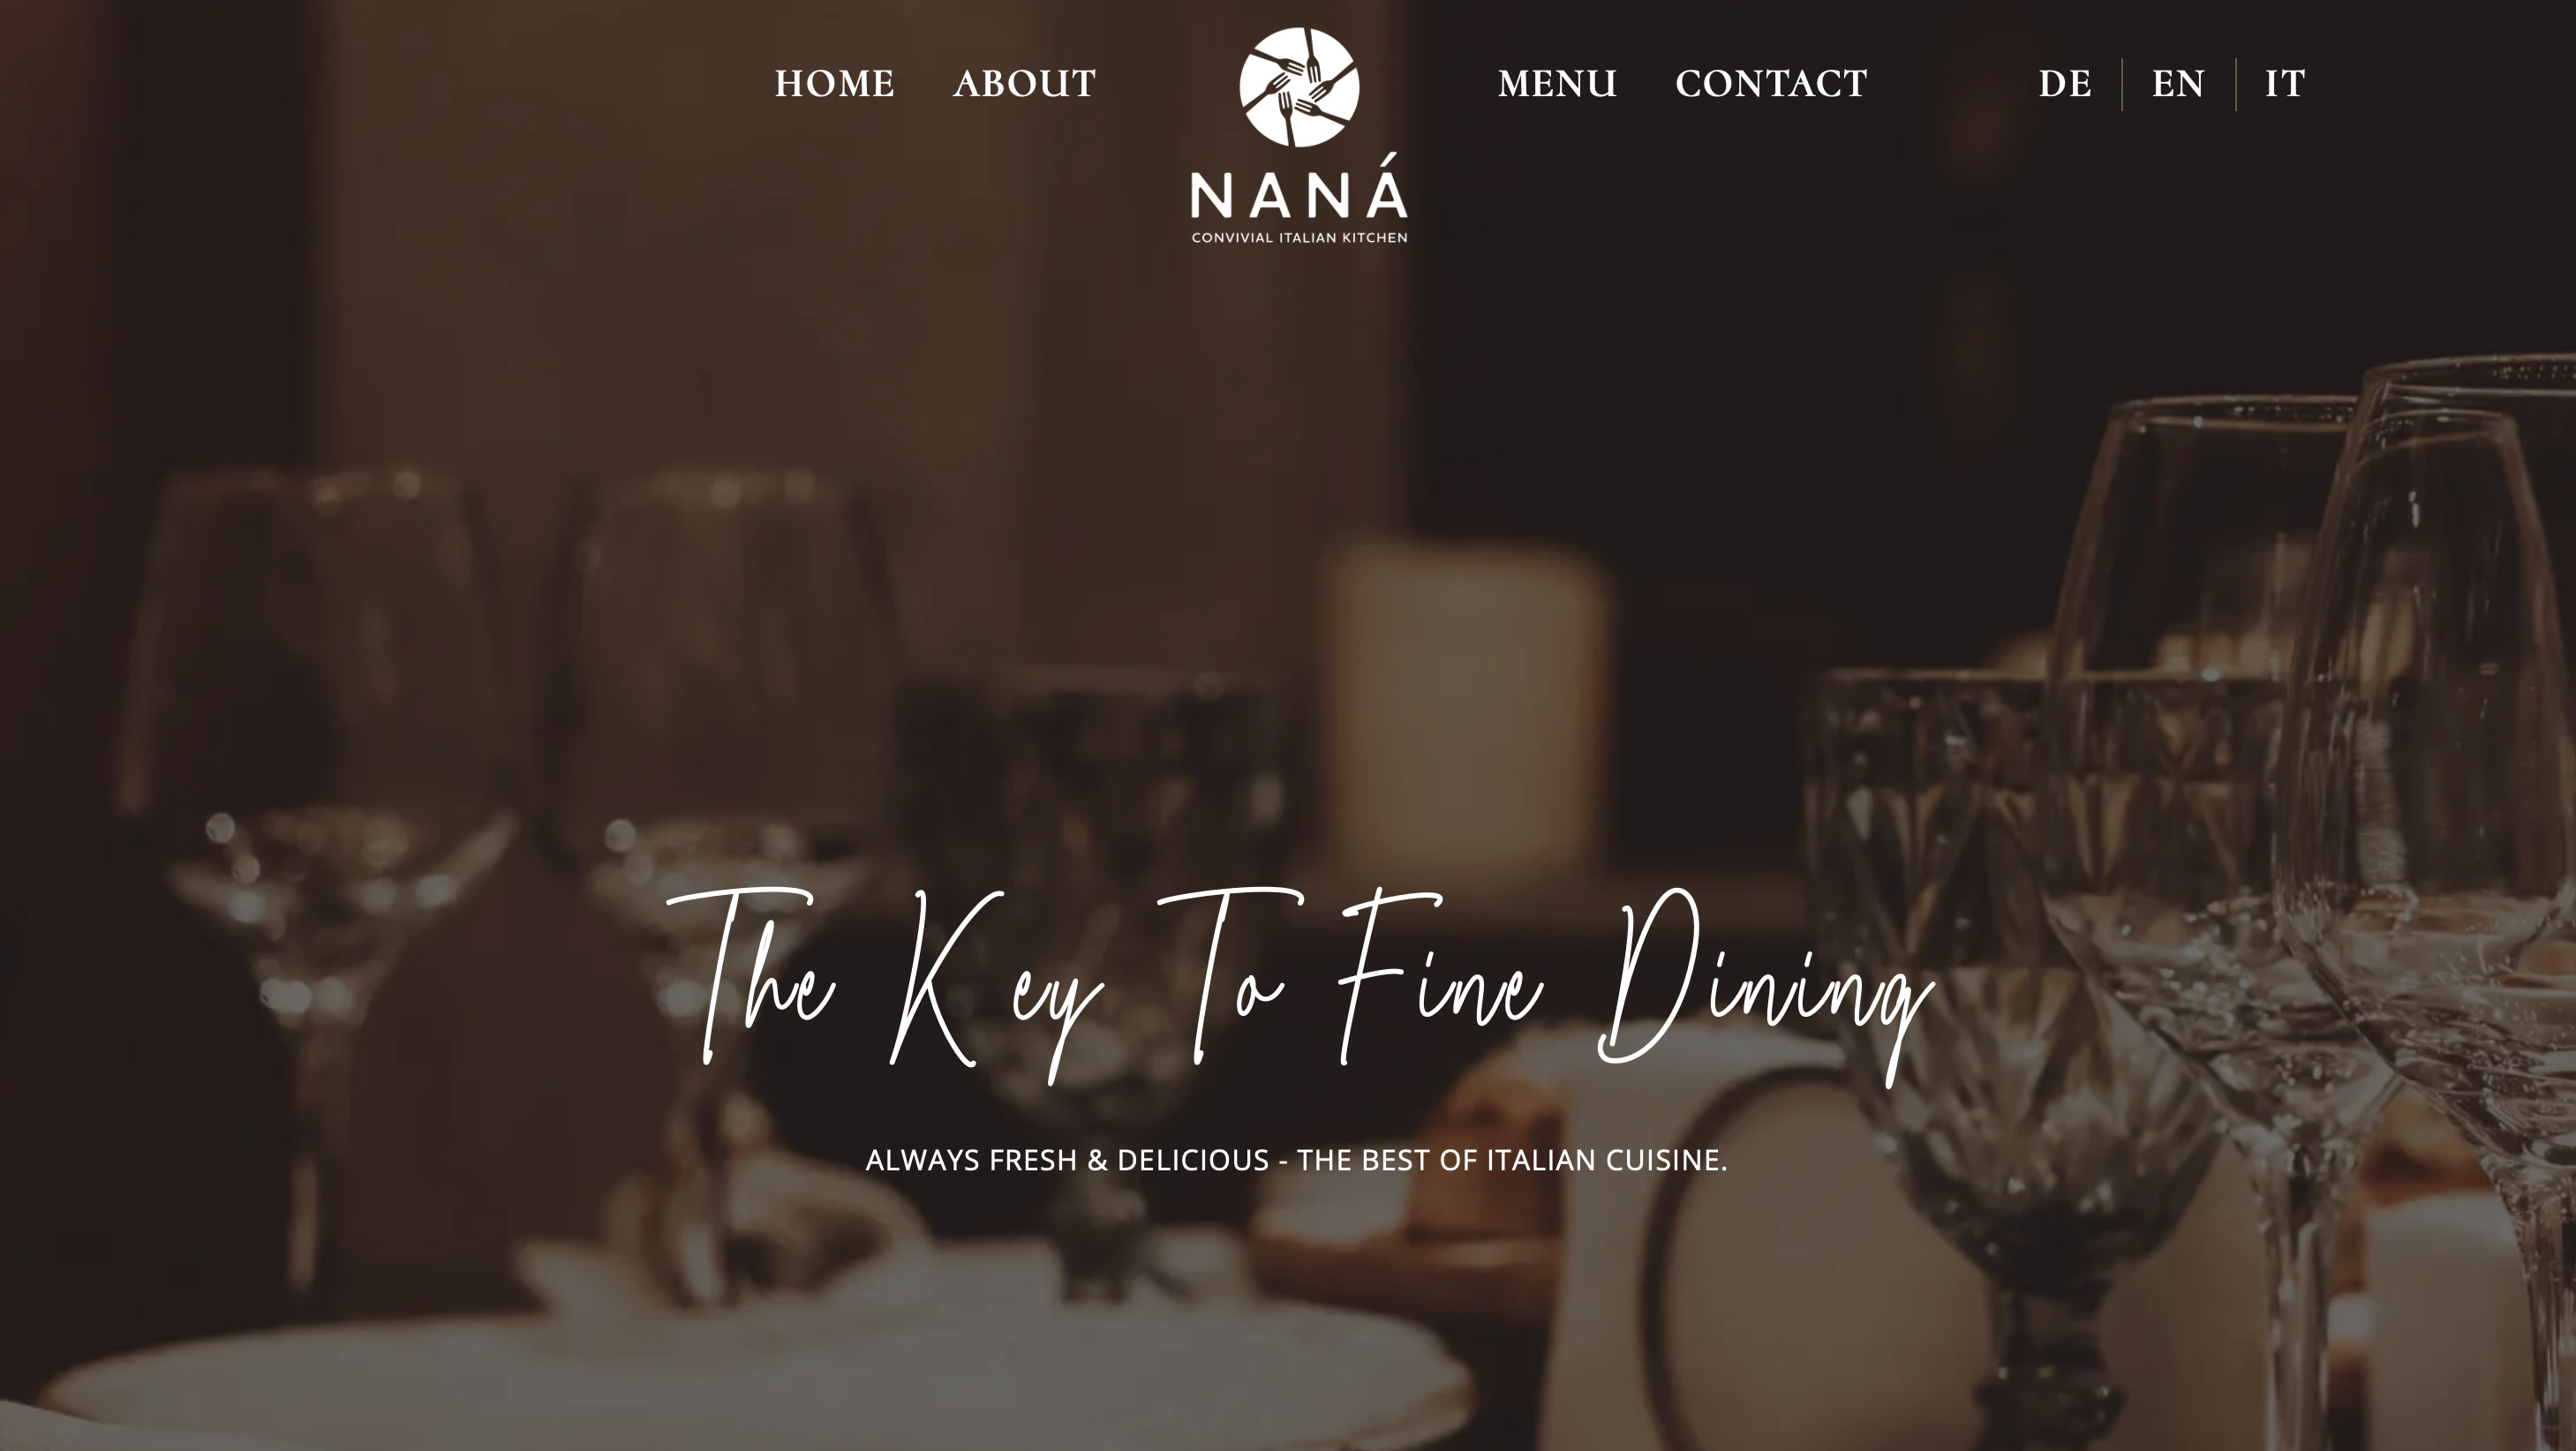 HOME ABOUT MENU CONTACT DE EN IT
NANÁ
CONVIVIAL ITALIAN KITCHEN
The Key To Fine Dining
ALWAYS FRESH & DELICIOUS - THE BEST OF ITALIAN CUISINE.